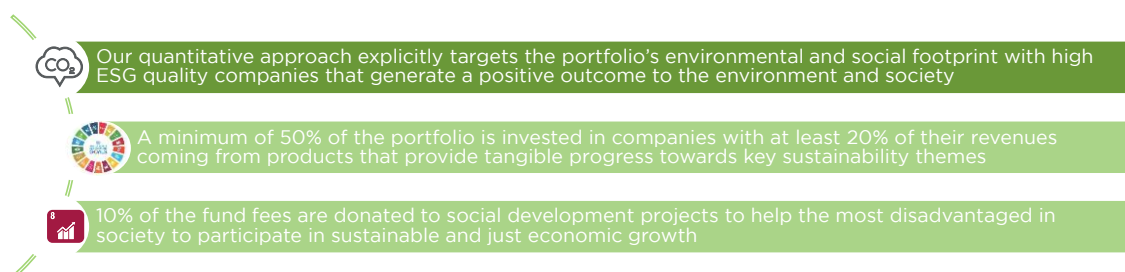 CO2
Our quantitative approach explicitly targets the portfolio's environmental and social footprint with high
ESG quality companies that generate a positive outcome to the environment and society
A minimum of 50% of the portfolio is invested in companies with at least 20% of their revenues
coming from products that provide tangible progress towards key sustainability themes
8
10% of the fund fees are donated to social development projects to help the most disadvantaged in
society to participate in sustainable and just economic growth